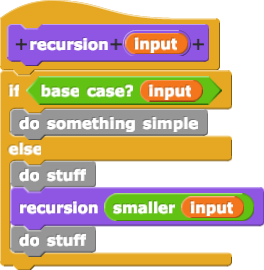 + recursion + input +
if base case? input
do something simple
else
do stuff
recursion smaller input
do stuff